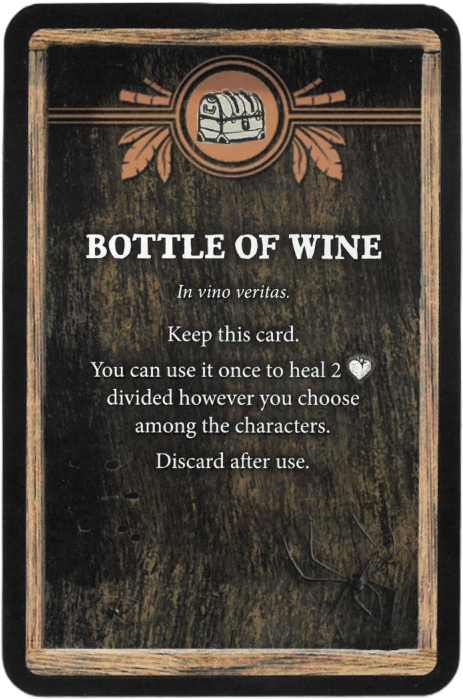 BOTTLE OF WINE
In vino veritas.
Keep this card.
You can use it once to heal 2
divided however you choose
among the characters.
Discard after use.